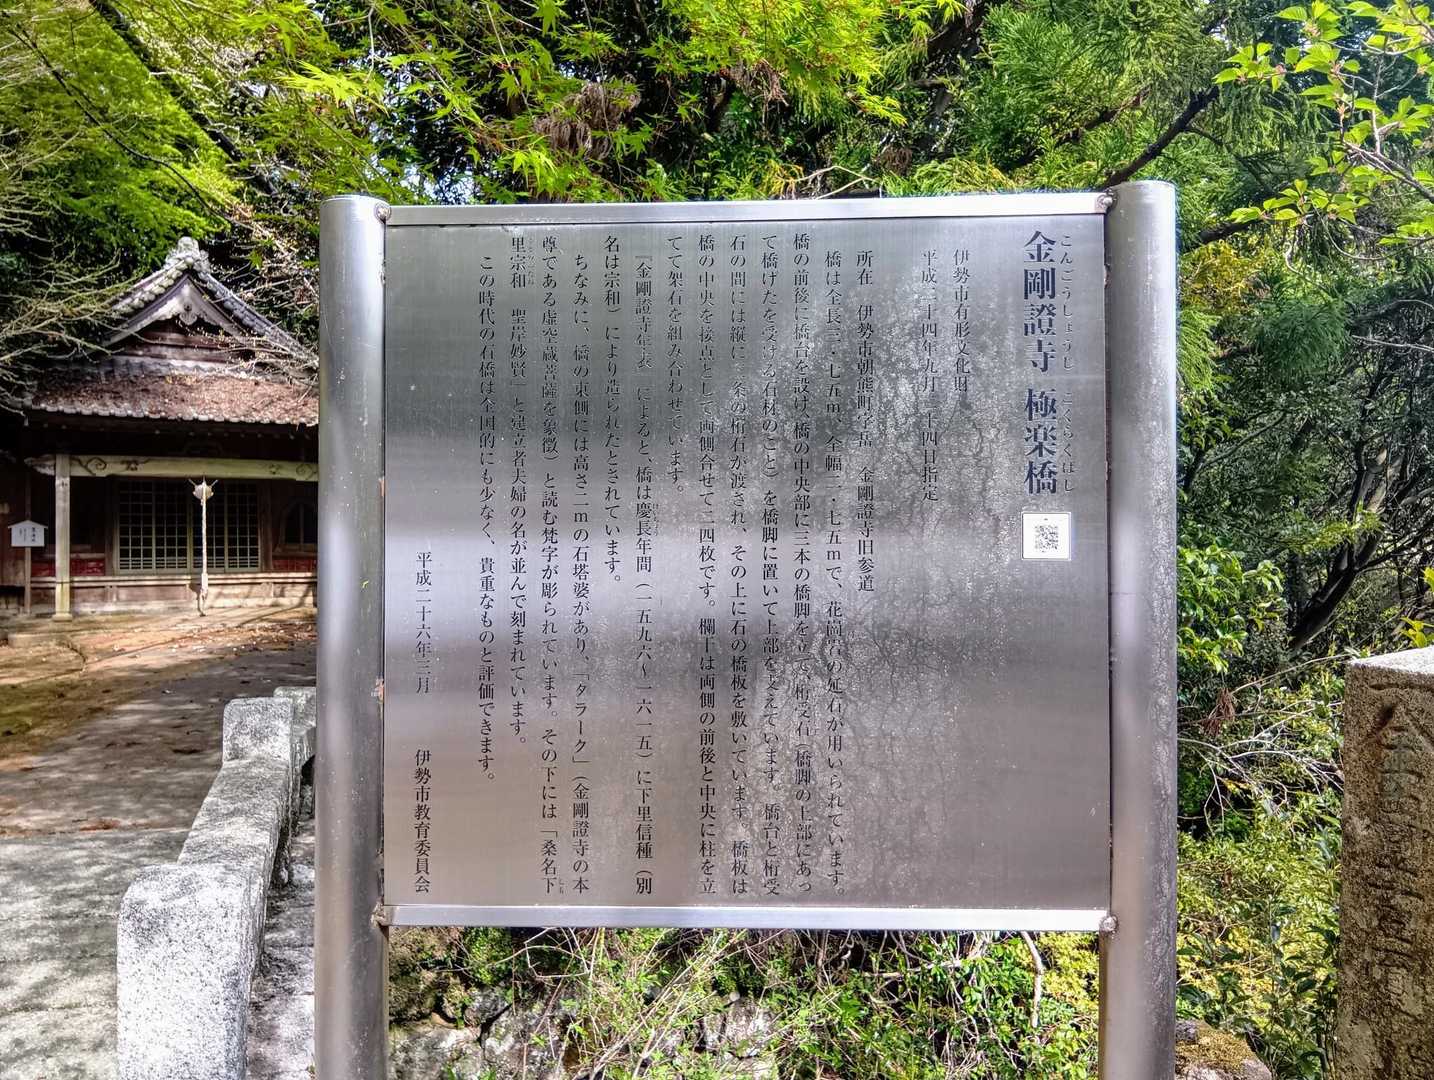 こんごうしょうじ ごくらくばし
金剛證寺 極楽橋
伊勢市有形文化財
平成二十四年九月二十四日指定
所在 伊勢市朝熊町字岳 金剛證寺旧参道
橋は全長三・七五m、全幅二・七五mで、花崗岩の延石が用いられています。
橋の前後に橋台を設け、橋の中央部に三本の橋脚を立て、桁受石(橋脚の上部にあっ
て橋けたを受ける石材のこと)を橋脚に置いて上部を支えています。橋台と桁受
石の間には縦に三条の桁石が渡され、その上に石の橋板を敷いています。橋板は
橋の中央を接点として両側合せて二四枚です。欄干は両側の前後と中央に柱を立
てて架石を組み合わせています。
『金剛證寺年表』によると、橋は慶長年間(一五九六～一六一五)に下里信種(別
名は宗和)により造られたとされています。
ちなみに、橋の東側には高さ二mの石塔婆があり、「タラーク」(金剛證寺の本
尊である虚空蔵菩薩を象徴)と読む梵字が彫られています。その下には「桑名下
里宗和 聖岸妙賢」と建立者夫婦の名が並んで刻まれています。
この時代の石橋は全国的にも少なく、貴重なものと評価できます。
平成二十六年三月 伊勢市教育委員会